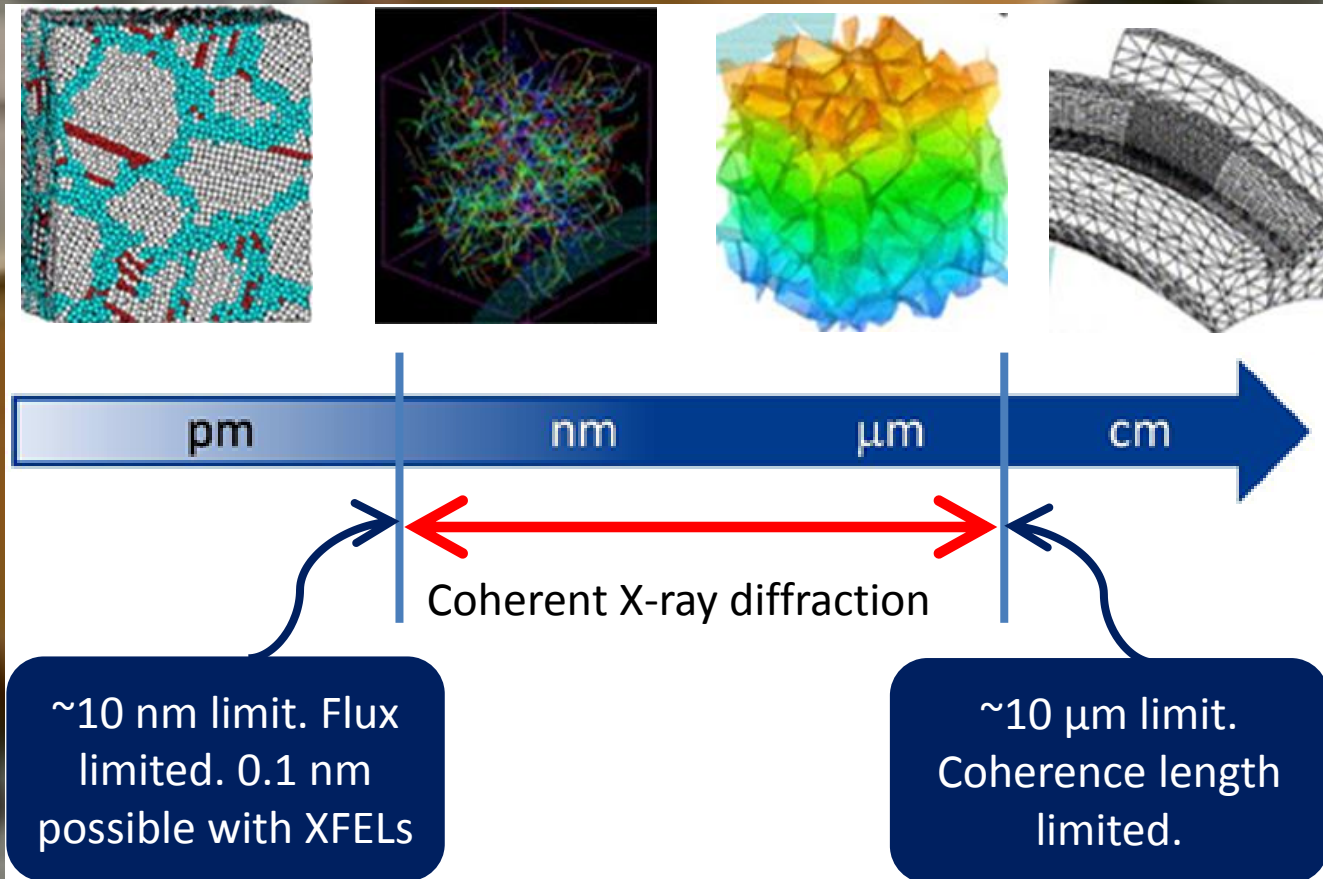 pm nm μm cm
Coherent X-ray diffraction
~10 nm limit. Flux
limited. 0.1 nm
possible with XFELs
~10 μm limit.
Coherence length
limited.